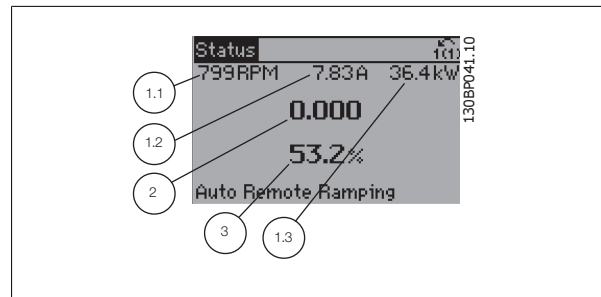 Status 1(1)
799RPM 7.83A 36.4kW
0.000
53.2%
Auto Remote Ramping
1.1
1.2
2
3
1.3
130BP041.10